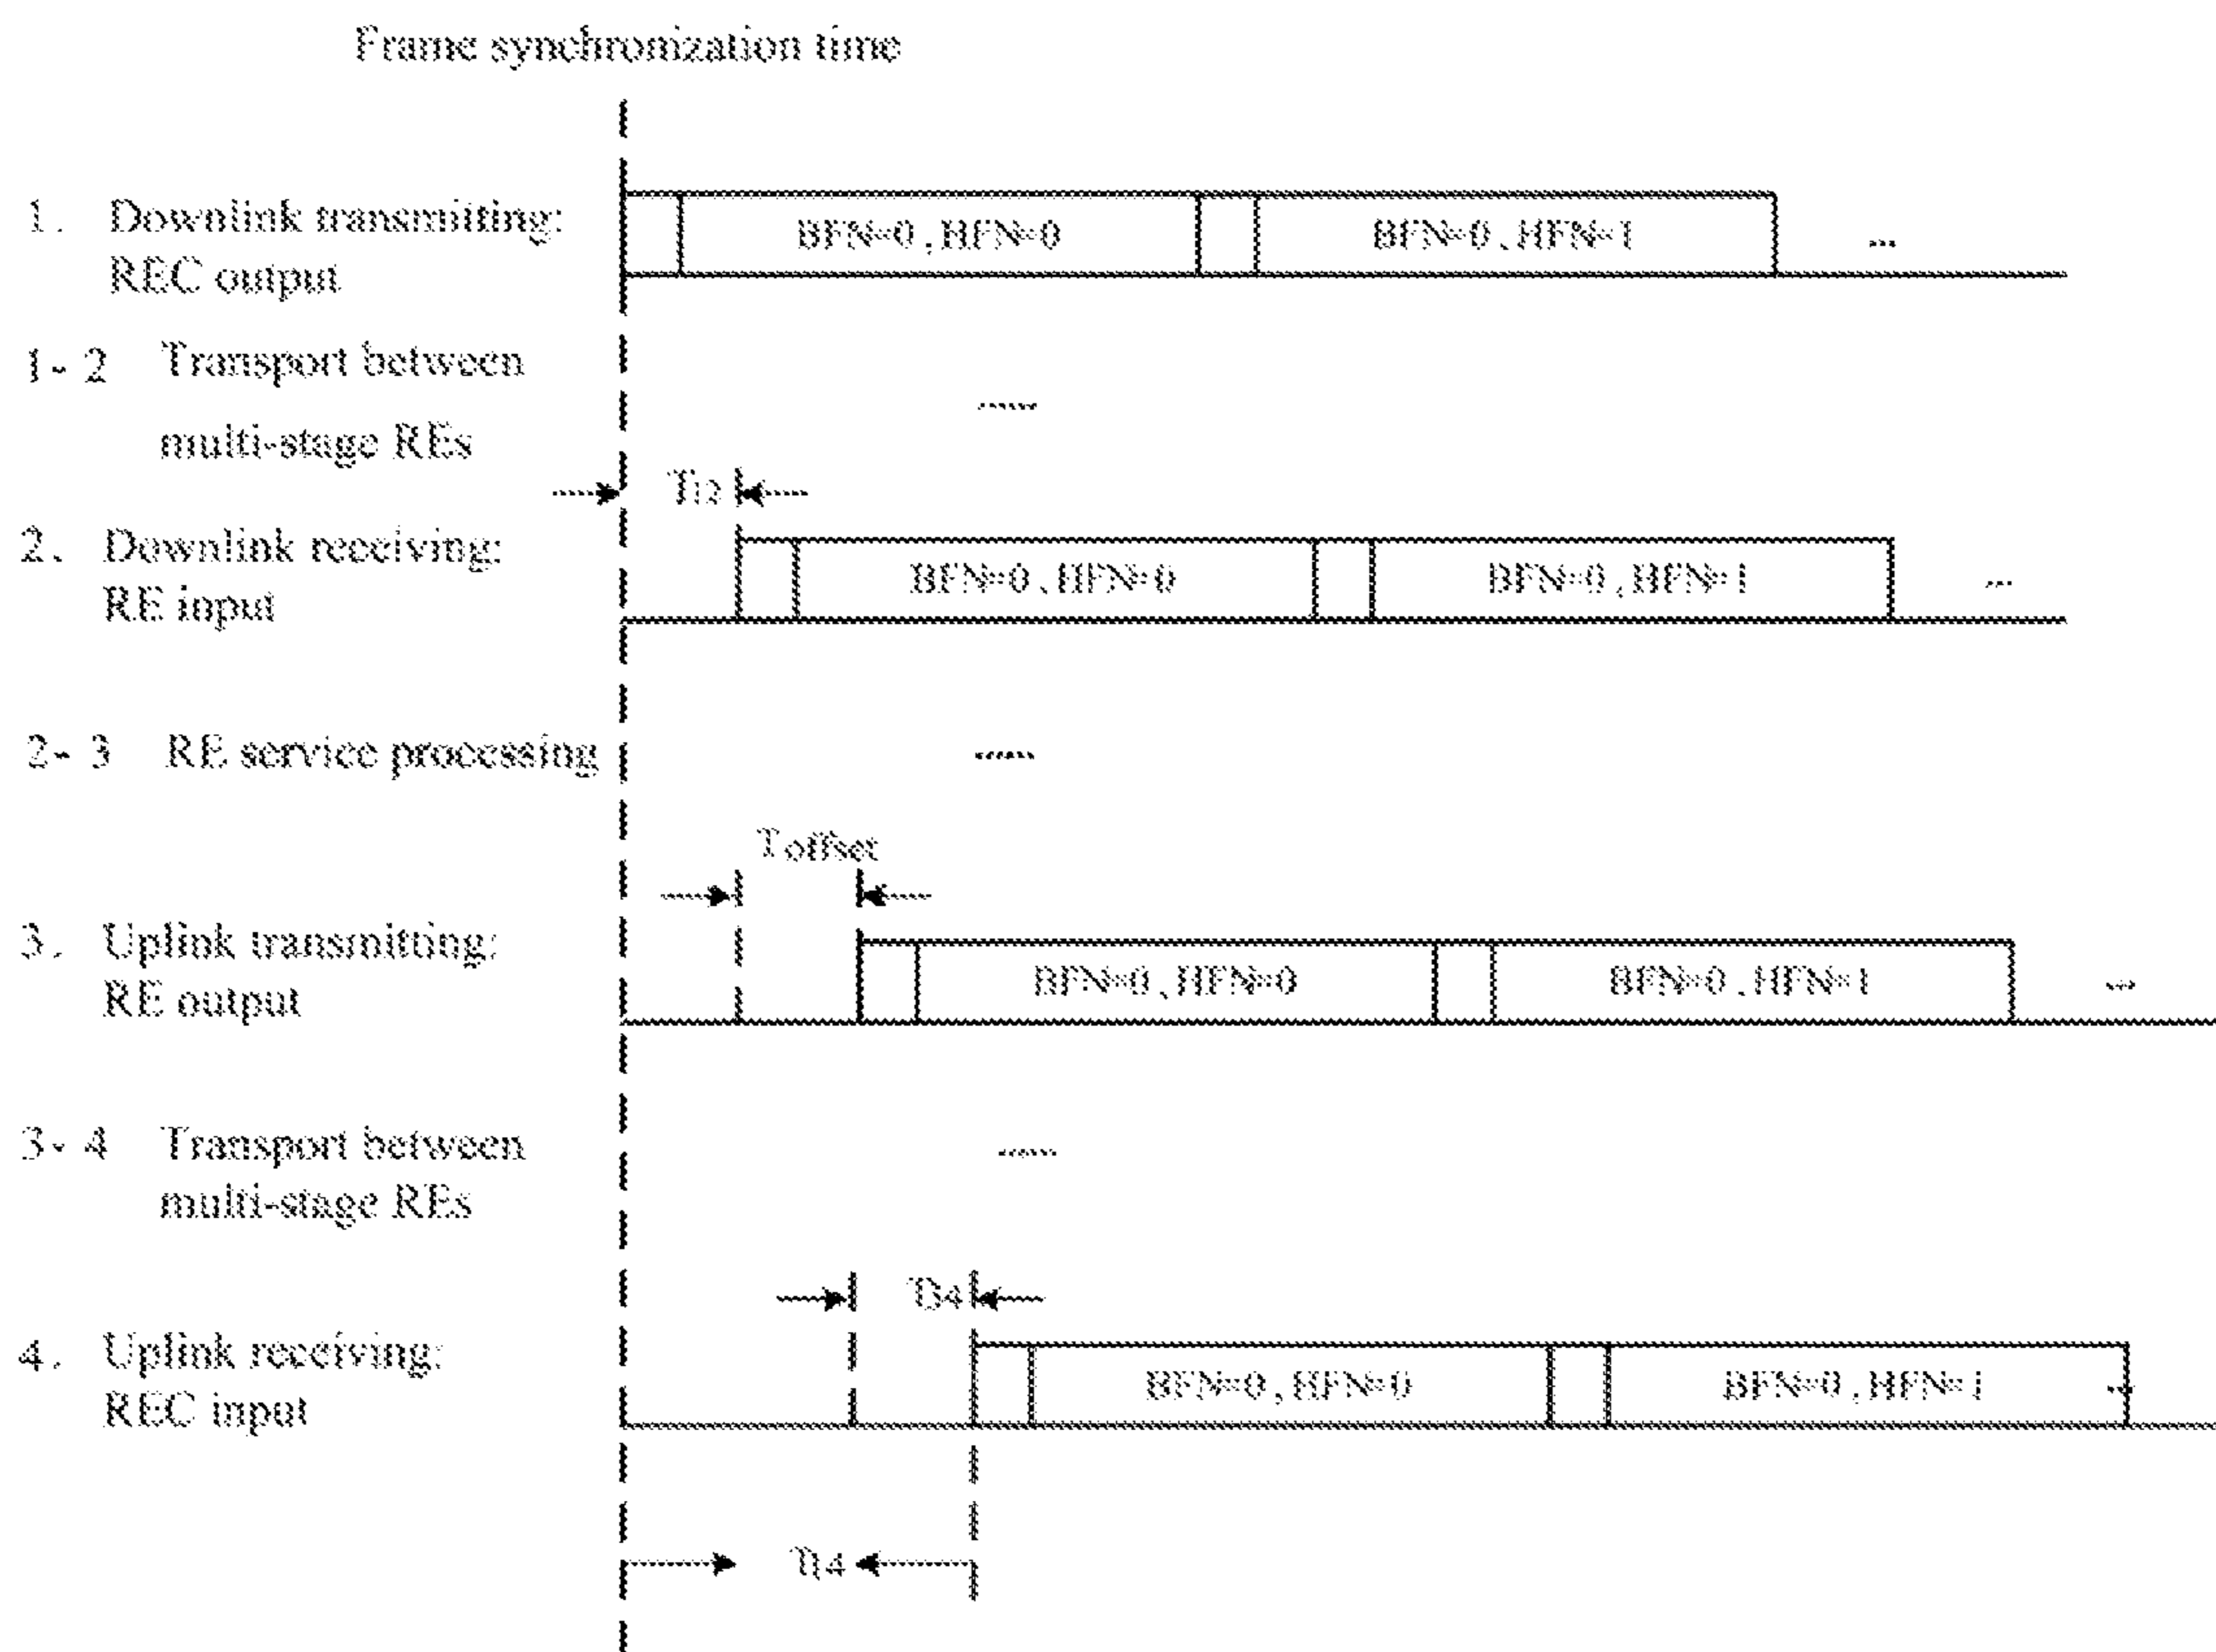 Frame synchronization time
1. Downlink transmitting:
REC output
BFN=0, HFN=0
BFN=0, HFN=1
...
1-2 Transport between
multi-stage REs
......
T12
2. Downlink receiving:
RE input
BFN=0, HFN=0
BFN=0, HFN=1
...
2-3 RE service processing
......
Toffset
3. Uplink transmitting:
RE output
BFN=0, HFN=0
BFN=0, HFN=1
...
3-4 Transport between
multi-stage REs
......
T34
4. Uplink receiving:
REC input
BFN=0, HFN=0
BFN=0, HFN=1
...
T14